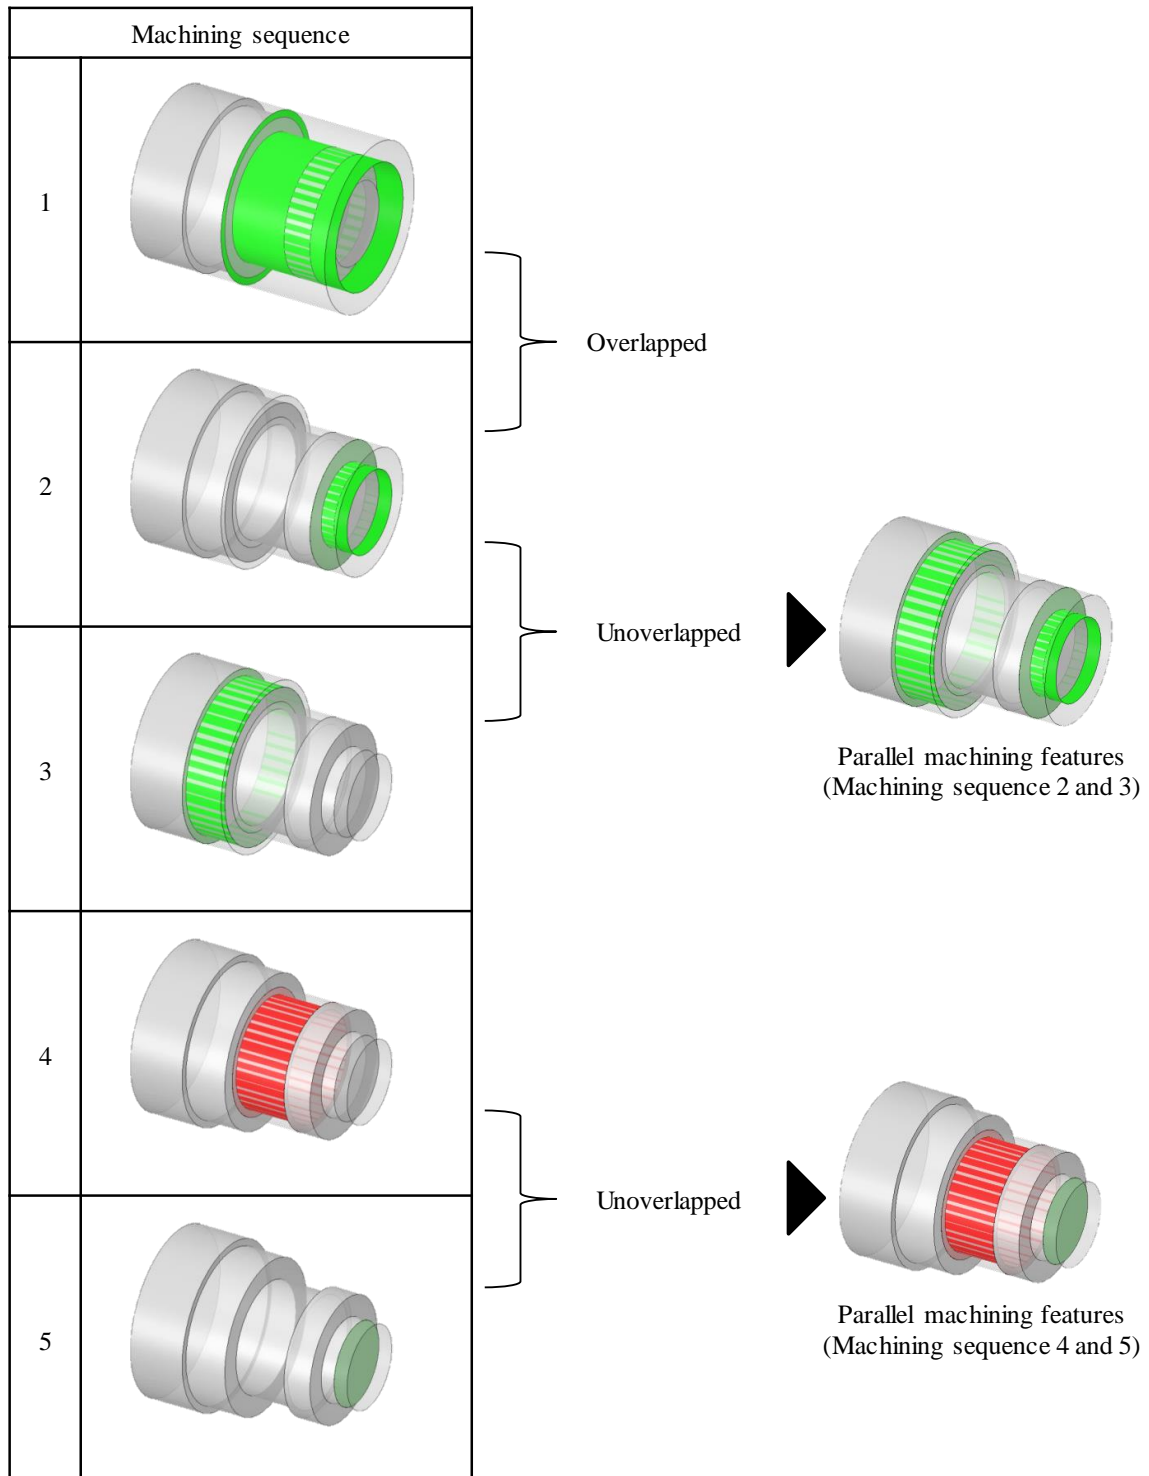 Machining sequence
1
Overlapped
2
Unoverlapped
Parallel machining features
(Machining sequence 2 and 3)
3
4
Unoverlapped
Parallel machining features
(Machining sequence 4 and 5)
5